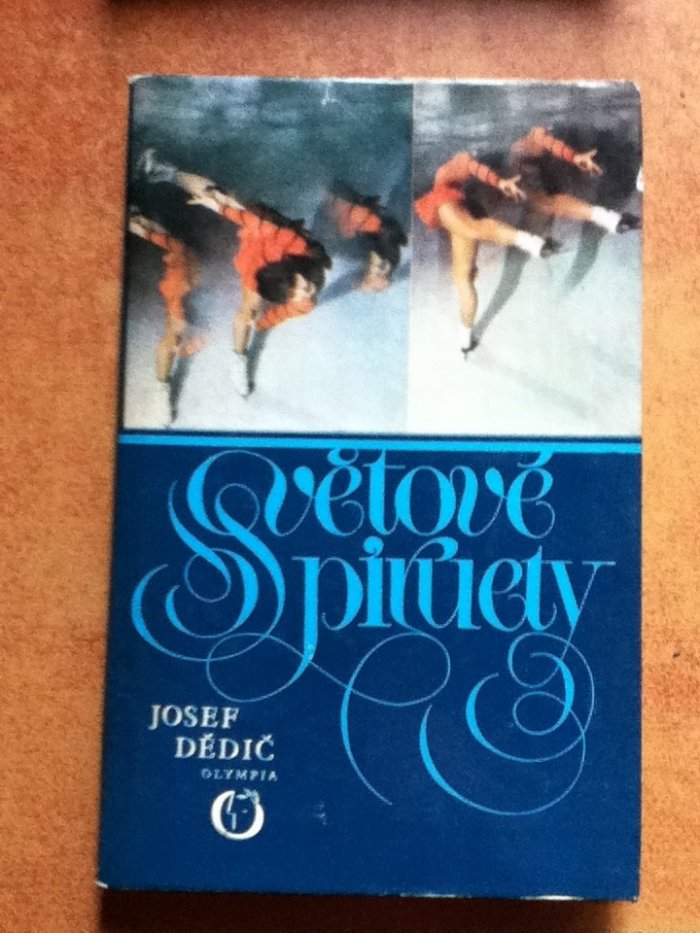 Světové
piruety
JOSEF
DĚDIČ
OLYMPIA